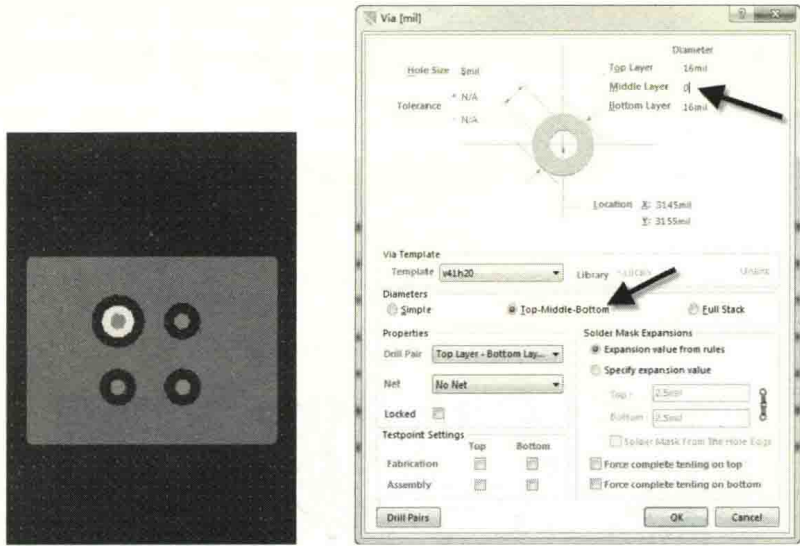 Via [mil]
Diameter
Hole Size 8mil
Top Layer 16mil
Middle Layer 0
Tolerance + N/A
Bottom Layer 16mil
- N/A
Location X: 3145mil
Y: 3155mil
Via Template
Template v41h20 Library
Diameters
Simple Top-Middle-Bottom Full Stack
Properties Solder Mask Expansions
Drill Pair Top Layer - Bottom Lay... Expansion value from rules
Specify expansion value
Net No Net Top : 2.5mil
Bottom : 2.5mil
Locked
Solder Mask From The Hole Edge
Testpoint Settings
Top Bottom
Fabrication Force complete tenting on top
Assembly Force complete tenting on bottom
Drill Pairs OK Cancel